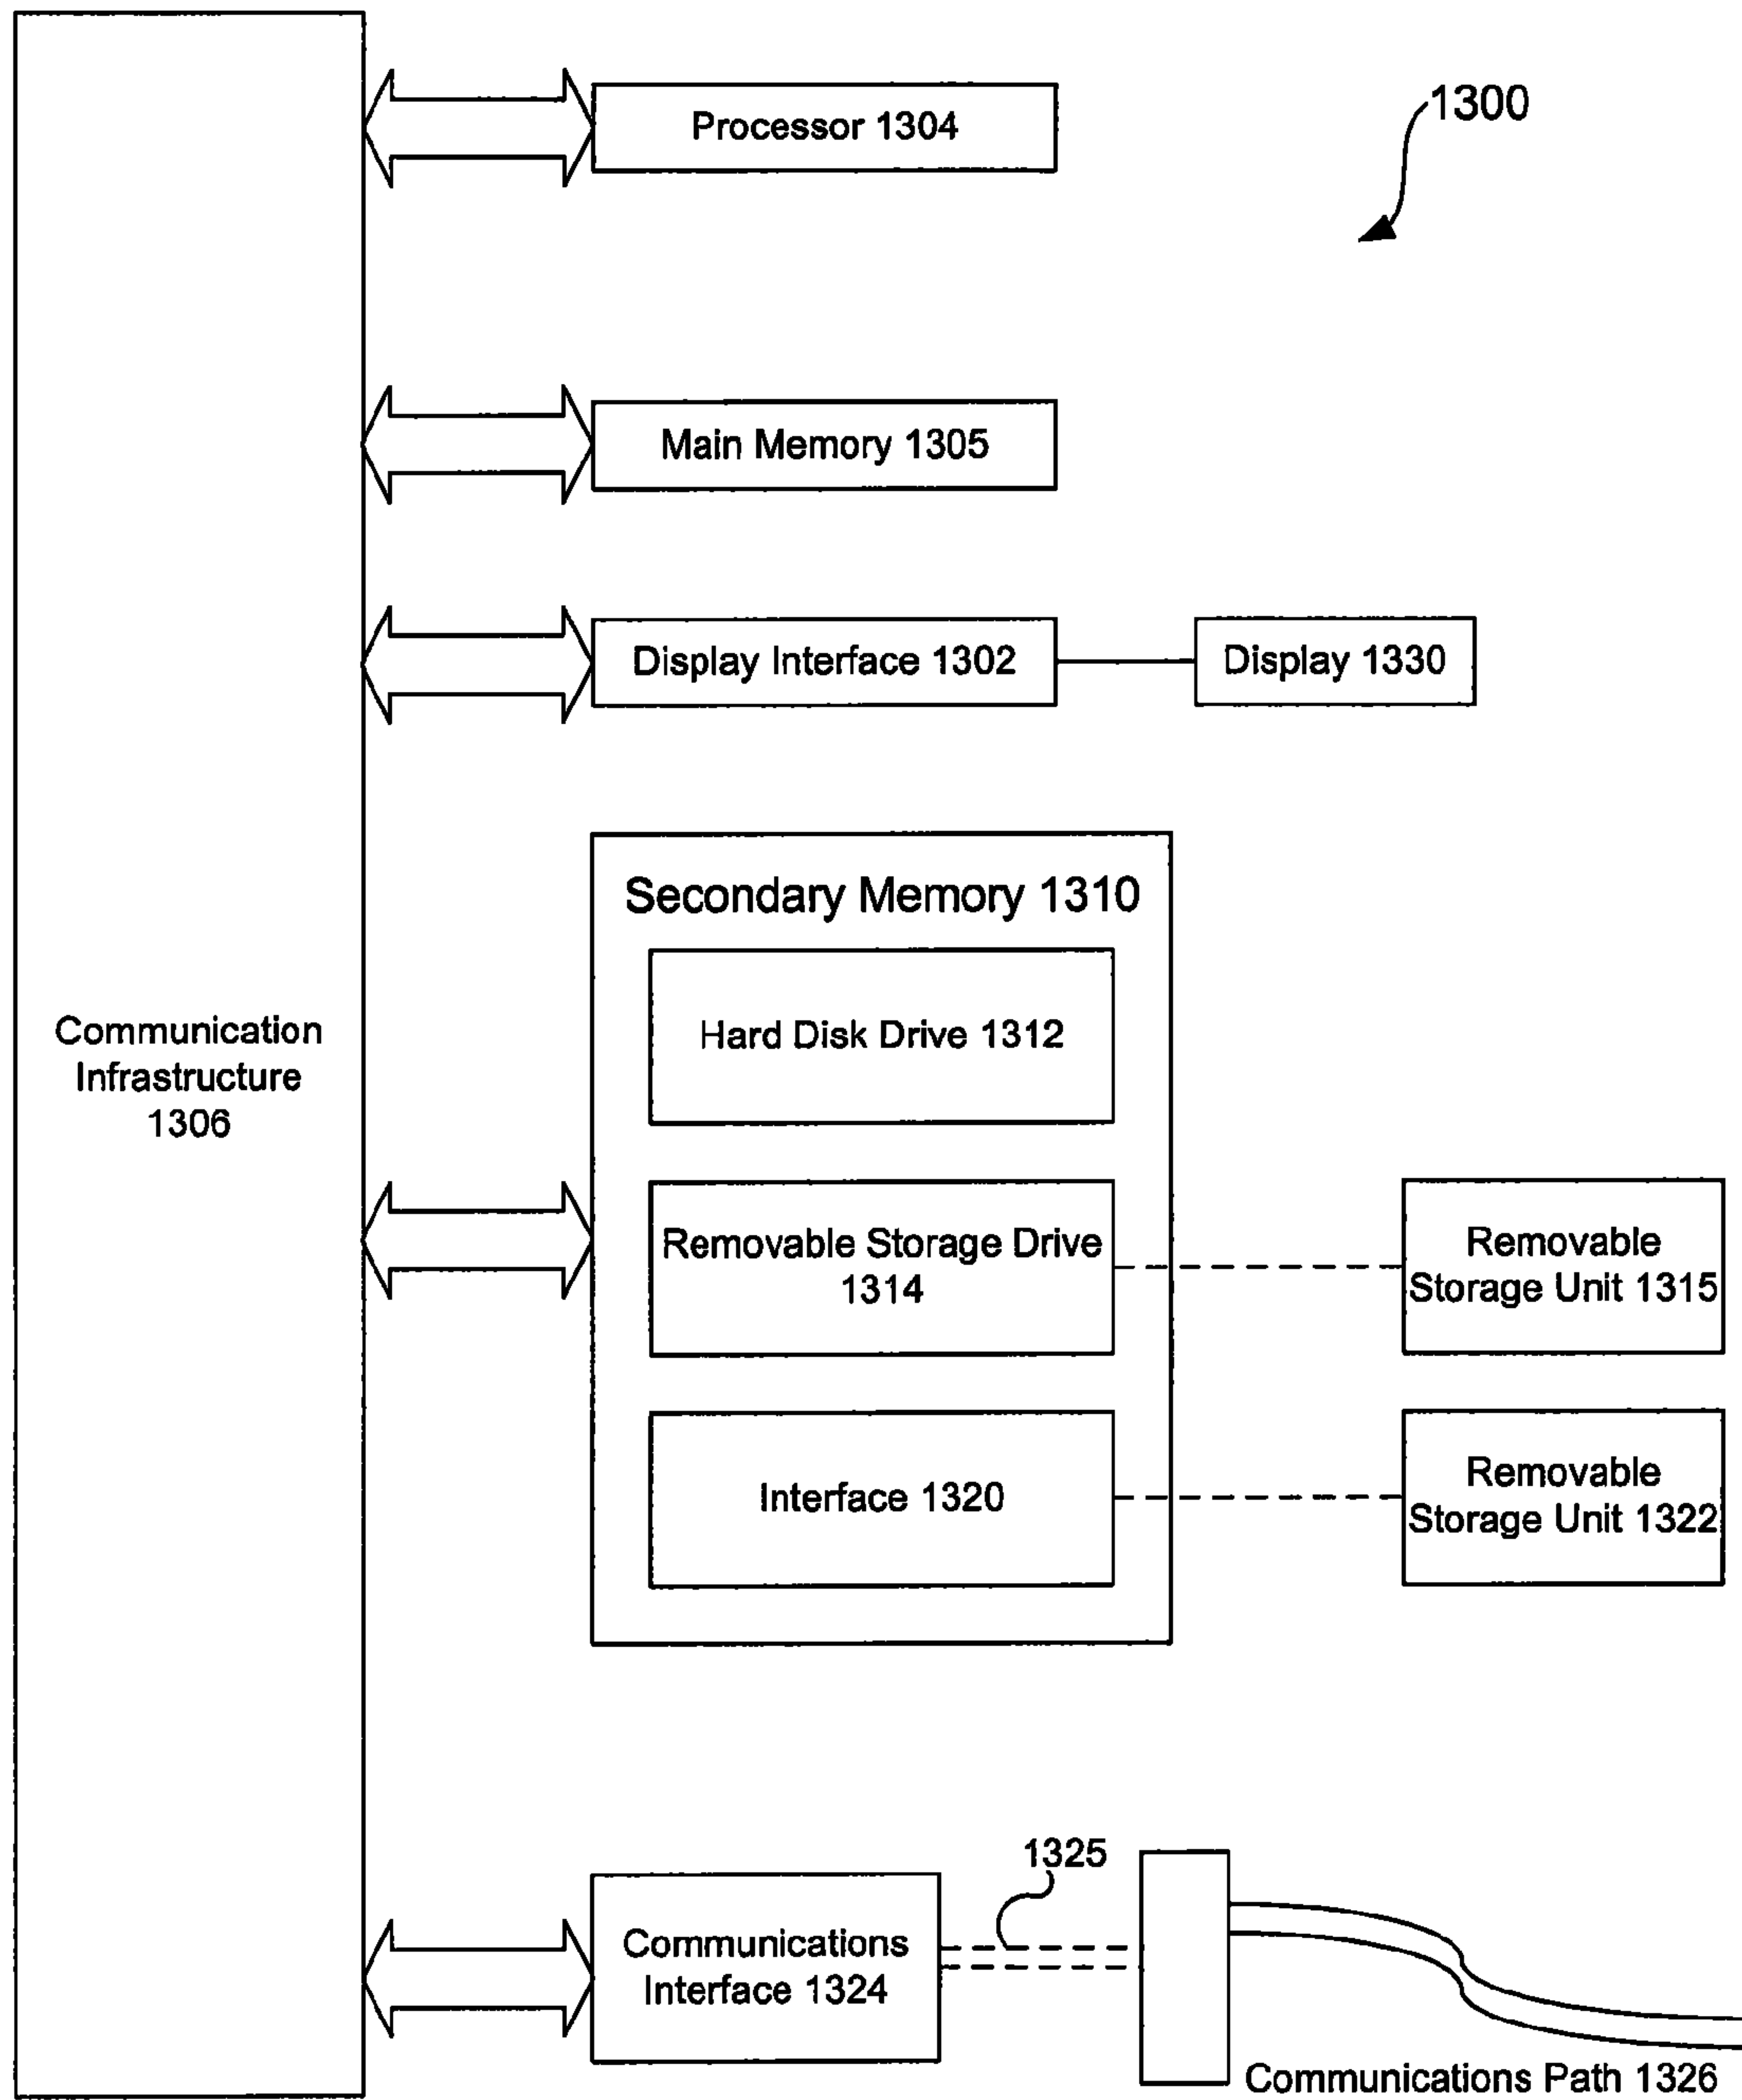 1300
Processor 1304
Main Memory 1305
Display Interface 1302
Display 1330
Secondary Memory 1310
Hard Disk Drive 1312
Communication
Infrastructure
1306
Removable Storage Drive
1314
Removable
Storage Unit 1315
Interface 1320
Removable
Storage Unit 1322
1325
Communications
Interface 1324
Communications Path 1326